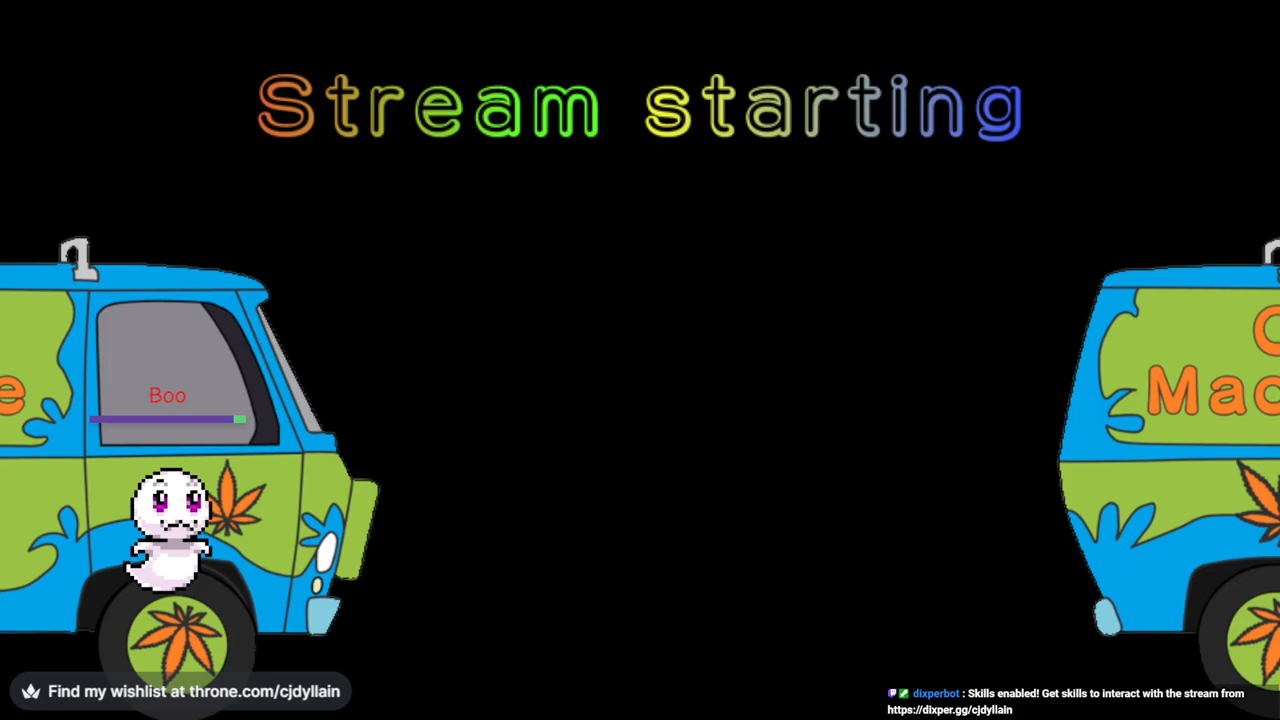 Stream starting
e
Boo
Mac
Find my wishlist at throne.com/cjdyllain
dixperbot : Skills enabled! Get skills to interact with the stream from
https://dixper.gg/cjdyllain